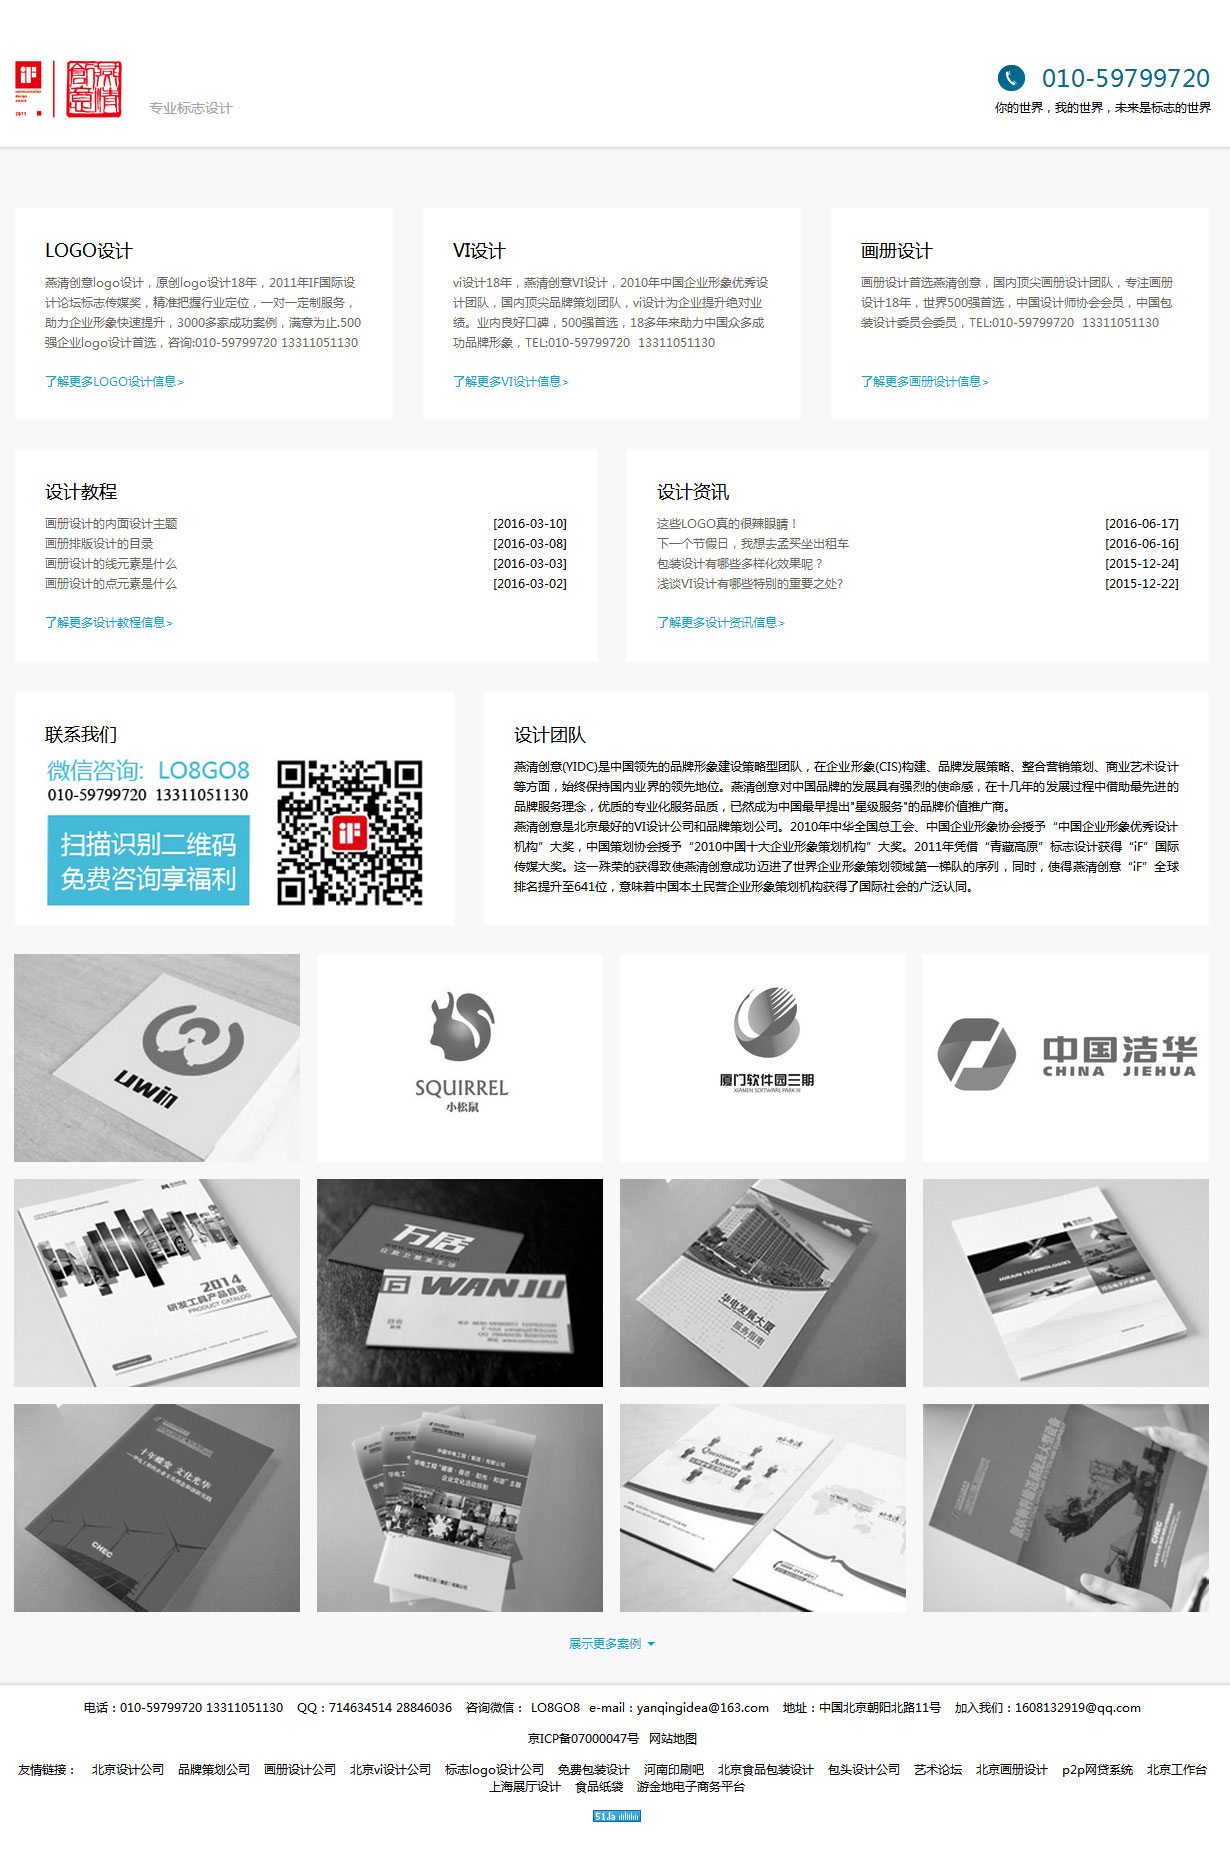 iF
communication
design
award
2011
专业标志设计
010-59799720
你的世界，我的世界，未来是标志的世界
LOGO设计
燕清创意logo设计，原创logo设计18年，2011年IF国际设
计论坛标志传媒奖，精准把握行业定位，一对一定制服务，
助力企业形象快速提升，3000多家成功案例，满意为止.500
强企业logo设计首选，咨询:010-59799720 13311051130
了解更多LOGO设计信息>
VI设计
vi设计18年，燕清创意VI设计，2010年中国企业形象优秀设
计团队，国内顶尖品牌策划团队，vi设计为企业提升绝对业
绩。业内良好口碑，500强首选，18多年来助力中国众多成
功品牌形象，TEL:010-59799720  13311051130
了解更多VI设计信息>
画册设计
画册设计首选燕清创意，国内顶尖画册设计团队，专注画册
设计18年，世界500强首选，中国设计师协会会员，中国包
装设计委员会委员，TEL:010-59799720  13311051130
了解更多画册设计信息>
设计教程
画册设计的内面设计主题 [2016-03-10]
画册排版设计的目录 [2016-03-08]
画册设计的线元素是什么 [2016-03-03]
画册设计的点元素是什么 [2016-03-02]
了解更多设计教程信息>
设计资讯
这些LOGO真的很辣眼睛！ [2016-06-17]
下一个节假日，我想去孟买坐出租车 [2016-06-16]
包装设计有哪些多样化效果呢？ [2015-12-24]
浅谈VI设计有哪些特别的重要之处? [2015-12-22]
了解更多设计资讯信息>
联系我们
微信咨询:  LO8GO8
010-59799720  13311051130
扫描识别二维码
免费咨询享福利
iF
设计团队
燕清创意(YIDC)是中国领先的品牌形象建设策略型团队，在企业形象(CIS)构建、品牌发展策略、整合营销策划、商业艺术设计
等方面，始终保持国内业界的领先地位。燕清创意对中国品牌的发展具有强烈的使命感，在十几年的发展过程中借助最先进的
品牌服务理念，优质的专业化服务品质，已然成为中国最早提出"星级服务"的品牌价值推广商。
燕清创意是北京最好的VI设计公司和品牌策划公司。2010年中华全国总工会、中国企业形象协会授予“中国企业形象优秀设计
机构”大奖，中国策划协会授予“2010中国十大企业形象策划机构”大奖。2011年凭借“青藏高原”标志设计获得“iF”国际
传媒大奖。这一殊荣的获得致使燕清创意成功迈进了世界企业形象策划领域第一梯队的序列，同时，使得燕清创意“iF”全球
排名提升至641位，意味着中国本土民营企业形象策划机构获得了国际社会的广泛认同。
uwin
SQUIRREL
小松鼠
厦门软件园三期
XIAMEN SOFTWARE PARK III
中国洁华
CHINA JIEHUA
2014
研发工具产品目录
PRODUCT CATALOG
万居
WANJU
华电发展大厦
服务指南
HIRAIN TECHNOLOGIES
十年蝶变 文化光华
CHEC
企业文化活动掠影
Questions &
Answers
CHEC
展示更多案例
电话：010-59799720 13311051130   QQ：714634514 28846036   咨询微信： LO8GO8  e-mail：yanqingidea@163.com   地址：中国北京朝阳北路11号   加入我们：1608132919@qq.com
京ICP备07000047号  网站地图
友情链接：  北京设计公司  品牌策划公司  画册设计公司  北京vi设计公司  标志logo设计公司  免费包装设计  河南印刷吧  北京食品包装设计  包头设计公司  艺术论坛  北京画册设计  p2p网贷系统  北京工作台
上海展厅设计  食品纸袋  游金地电子商务平台
51.la